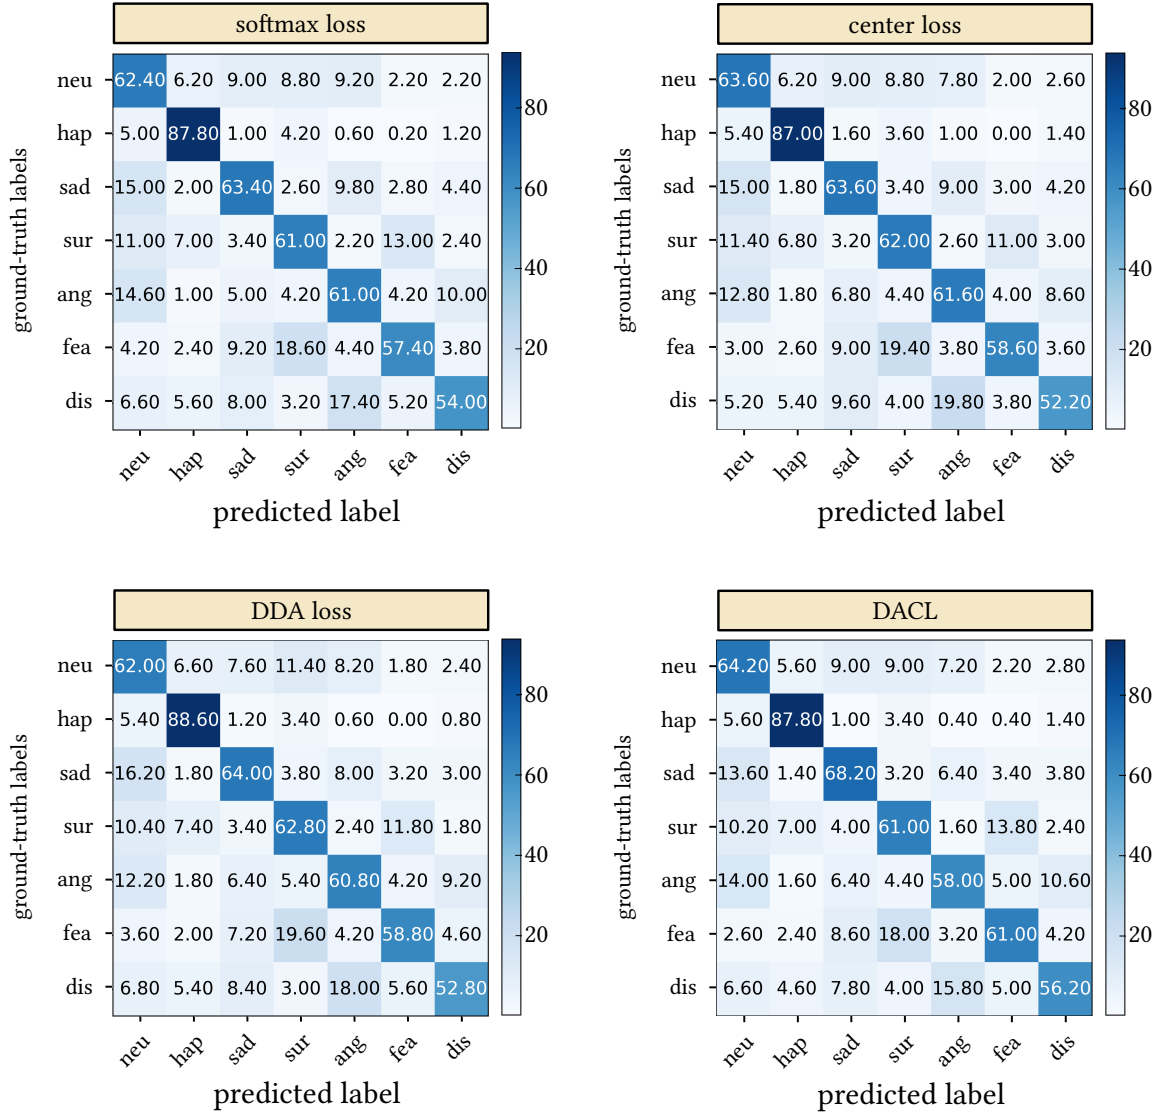 softmax loss
ground-truth labels
neu 62.40 6.20 9.00 8.80 9.20 2.20 2.20
hap 5.00 87.80 1.00 4.20 0.60 0.20 1.20
sad 15.00 2.00 63.40 2.60 9.80 2.80 4.40
sur 11.00 7.00 3.40 61.00 2.20 13.00 2.40
ang 14.60 1.00 5.00 4.20 61.00 4.20 10.00
fea 4.20 2.40 9.20 18.60 4.40 57.40 3.80
dis 6.60 5.60 8.00 3.20 17.40 5.20 54.00
neu hap sad sur ang fea dis
predicted label
80
60
40
20
center loss
ground-truth labels
neu 63.60 6.20 9.00 8.80 7.80 2.00 2.60
hap 5.40 87.00 1.60 3.60 1.00 0.00 1.40
sad 15.00 1.80 63.60 3.40 9.00 3.00 4.20
sur 11.40 6.80 3.20 62.00 2.60 11.00 3.00
ang 12.80 1.80 6.80 4.40 61.60 4.00 8.60
fea 3.00 2.60 9.00 19.40 3.80 58.60 3.60
dis 5.20 5.40 9.60 4.00 19.80 3.80 52.20
neu hap sad sur ang fea dis
predicted label
80
60
40
20
DDA loss
ground-truth labels
neu 62.00 6.60 7.60 11.40 8.20 1.80 2.40
hap 5.40 88.60 1.20 3.40 0.60 0.00 0.80
sad 16.20 1.80 64.00 3.80 8.00 3.20 3.00
sur 10.40 7.40 3.40 62.80 2.40 11.80 1.80
ang 12.20 1.80 6.40 5.40 60.80 4.20 9.20
fea 3.60 2.00 7.20 19.60 4.20 58.80 4.60
dis 6.80 5.40 8.40 3.00 18.00 5.60 52.80
neu hap sad sur ang fea dis
predicted label
80
60
40
20
DACL
ground-truth labels
neu 64.20 5.60 9.00 9.00 7.20 2.20 2.80
hap 5.60 87.80 1.00 3.40 0.40 0.40 1.40
sad 13.60 1.40 68.20 3.20 6.40 3.40 3.80
sur 10.20 7.00 4.00 61.00 1.60 13.80 2.40
ang 14.00 1.60 6.40 4.40 58.00 5.00 10.60
fea 2.60 2.40 8.60 18.00 3.20 61.00 4.20
dis 6.60 4.60 7.80 4.00 15.80 5.00 56.20
neu hap sad sur ang fea dis
predicted label
80
60
40
20